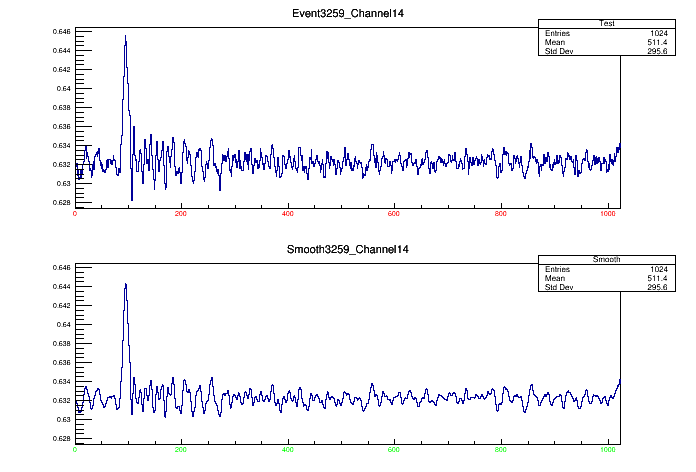 Event3259_Channel14
Test
Entries 1024
Mean 511.4
Std Dev 295.6
0.646
0.644
0.642
0.64
0.638
0.636
0.634
0.632
0.63
0.628
0 200 400 600 800 1000
Smooth3259_Channel14
Smooth
Entries 1024
Mean 511.4
Std Dev 295.6
0.646
0.644
0.642
0.64
0.638
0.636
0.634
0.632
0.63
0.628
0 200 400 600 800 1000